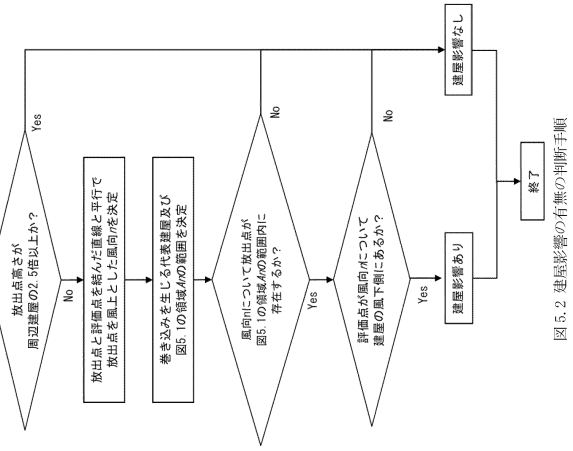 放出点高さが
周辺建屋の2.5倍以上か?
Yes
No
放出点と評価点を結んだ直線と平行で
放出点を風上とした風向nを決定
巻き込みを生じる代表建屋及び
図5.1の領域Anの範囲を決定
風向nについて放出点が
図5.1の領域Anの範囲内に
存在するか?
No
Yes
評価点が風向nについて
建屋の風下側にあるか?
No
Yes
建屋影響あり
建屋影響なし
終了
図5.2 建屋影響の有無の判断手順